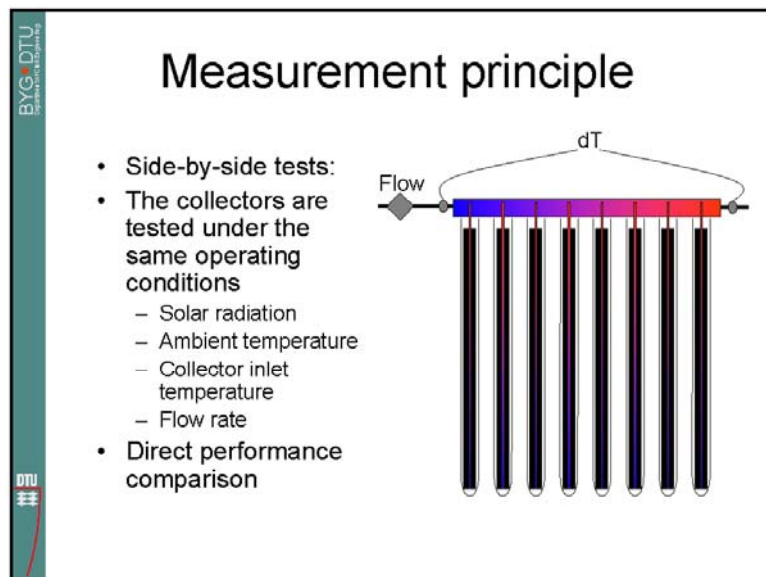 BYG•DTU
Measurement principle
• Side-by-side tests:
• The collectors are
tested under the
same operating
conditions
– Solar radiation
– Ambient temperature
– Collector inlet
temperature
– Flow rate
• Direct performance
comparison
dT
Flow
DTU